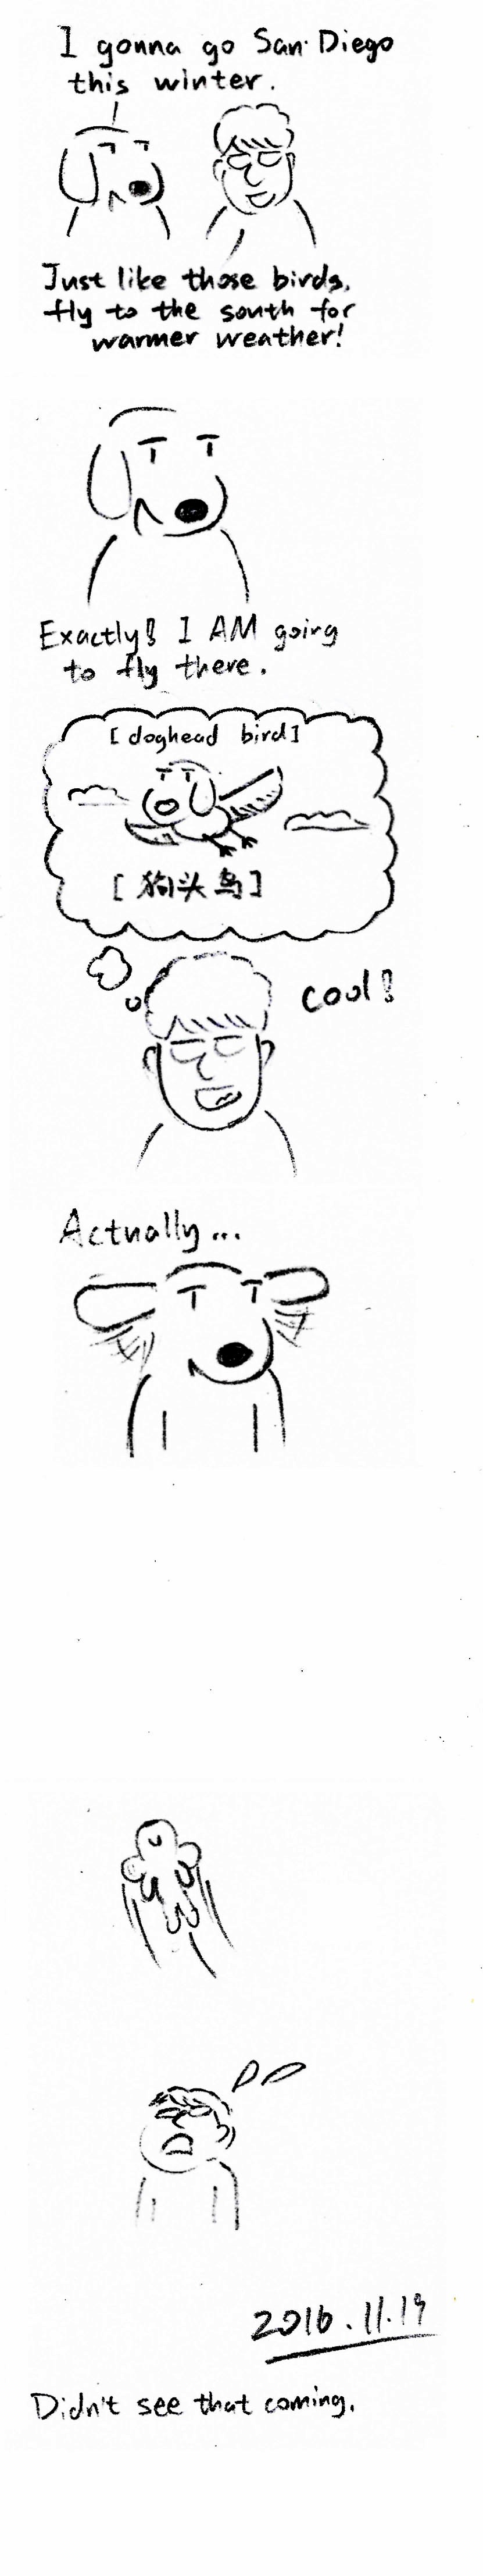 I gonna go San Diego
this winter.
Just like those birds,
fly to the south for
warmer weather!
Exactly! I AM going
to fly there.
[doghead bird]
[狗头鸟]
cool!
Actually...
2016.11.19
Didn't see that coming.